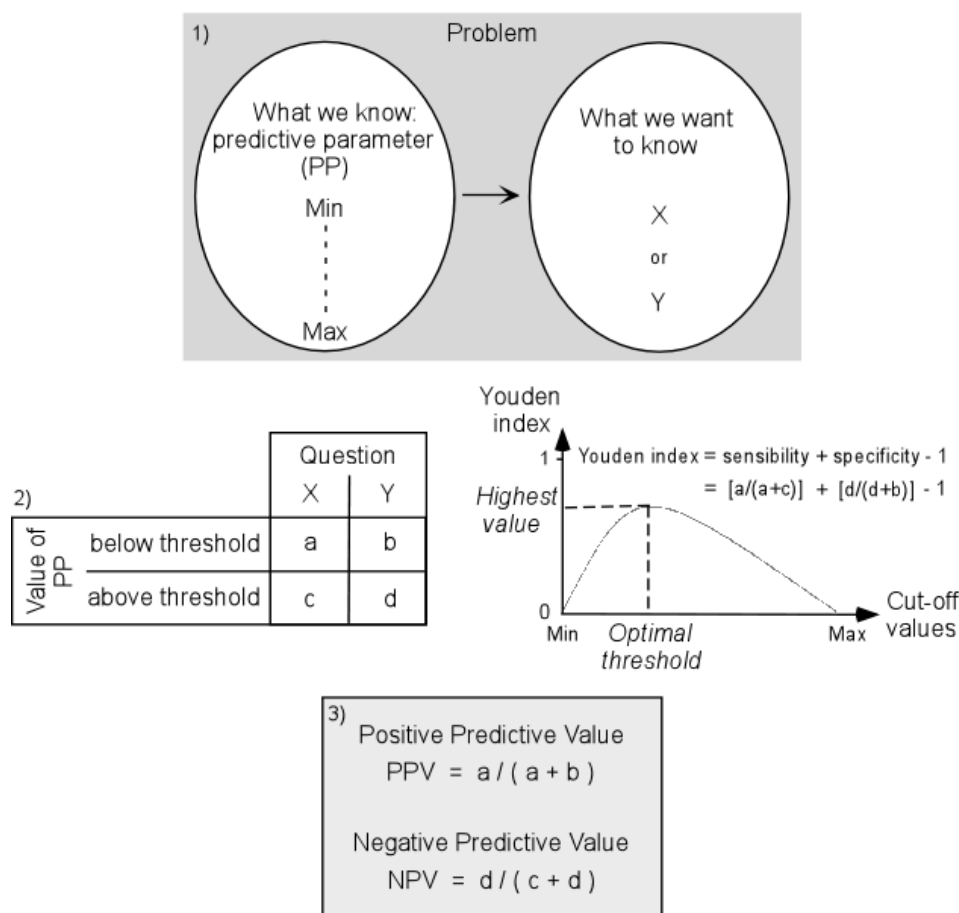 1)
Problem
What we know:
predictive parameter
(PP)
Min
Max
What we want
to know
X
or
Y
2)
Question
X Y
Value of
PP
below threshold a b
above threshold c d
Youden
index
1
Youden index = sensibility + specificity - 1
= [a/(a+c)] + [d/(d+b)] - 1
Highest
value
0
Min
Optimal
threshold
Max
Cut-off
values
3)
Positive Predictive Value
PPV = a / ( a + b )
Negative Predictive Value
NPV = d / ( c + d )